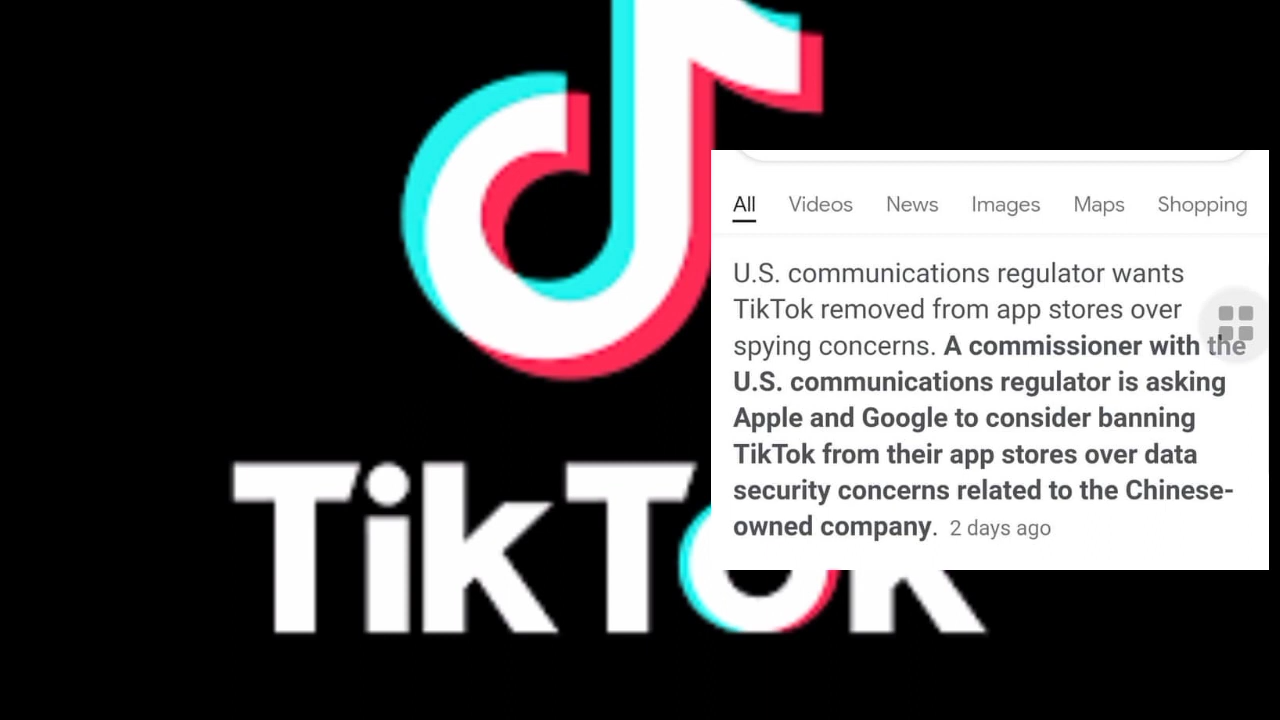 All Videos News Images Maps Shopping
U.S. communications regulator wants
TikTok removed from app stores over
spying concerns. A commissioner with the
U.S. communications regulator is asking
Apple and Google to consider banning
TikTok from their app stores over data
security concerns related to the Chinese-
owned company. 2 days ago
TikTok